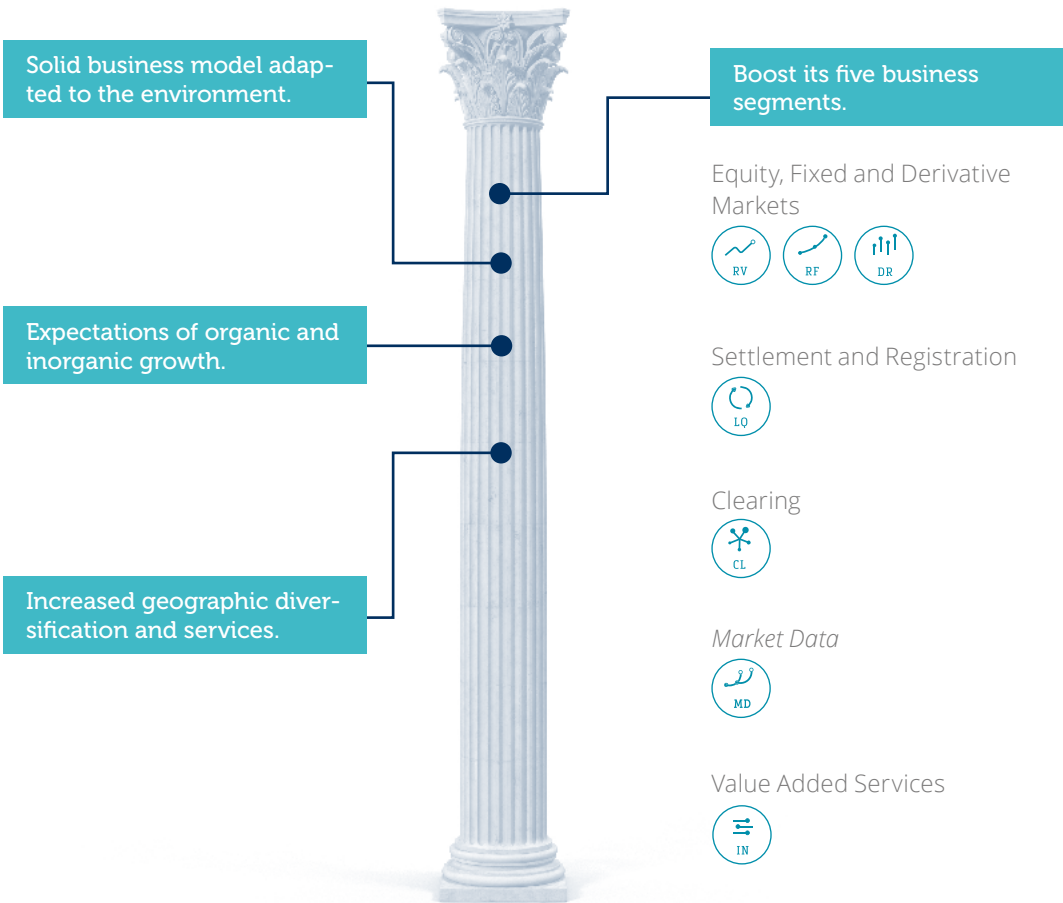 Solid business model adap-
ted to the environment.
Expectations of organic and
inorganic growth.
Increased geographic diver-
sification and services.
Boost its five business
segments.
Equity, Fixed and Derivative
Markets
RV
RF
DR
Settlement and Registration
LQ
Clearing
CL
Market Data
MD
Value Added Services
IN